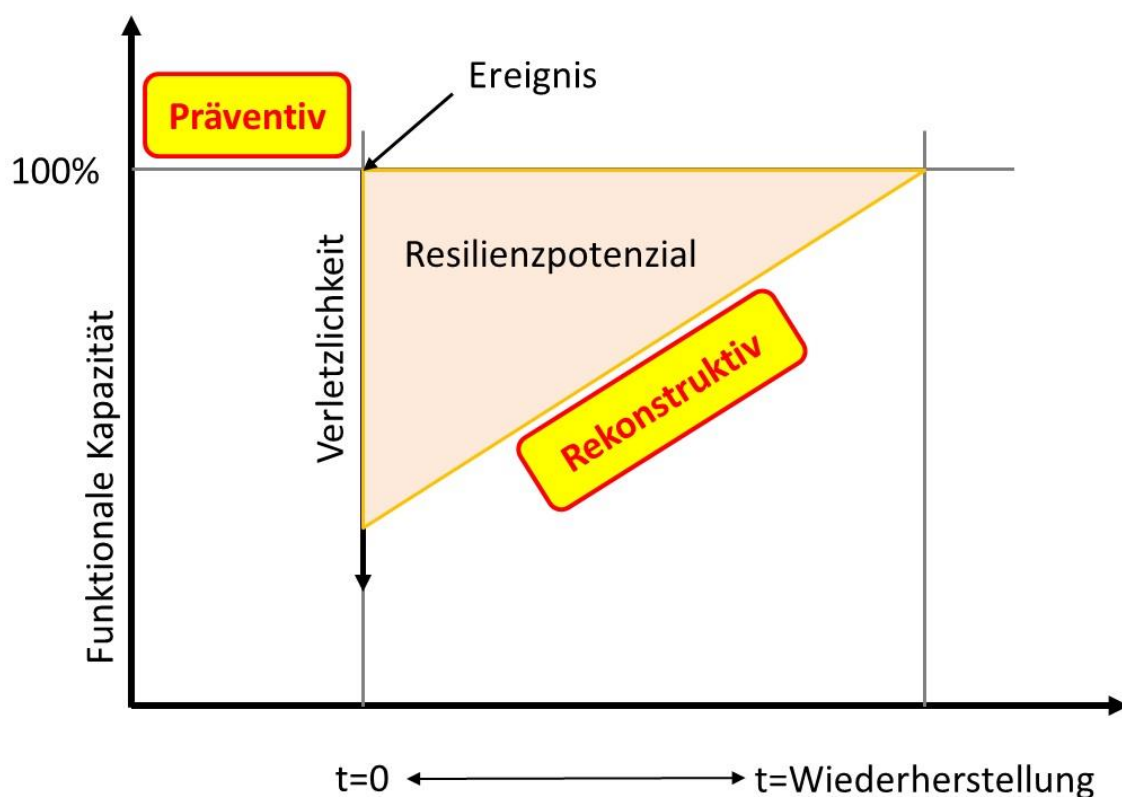 Ereignis
Präventiv
100%
Resilienzpotenzial
Verletzlichkeit
Rekonstruktiv
Funktionale Kapazität
t=0
t=Wiederherstellung